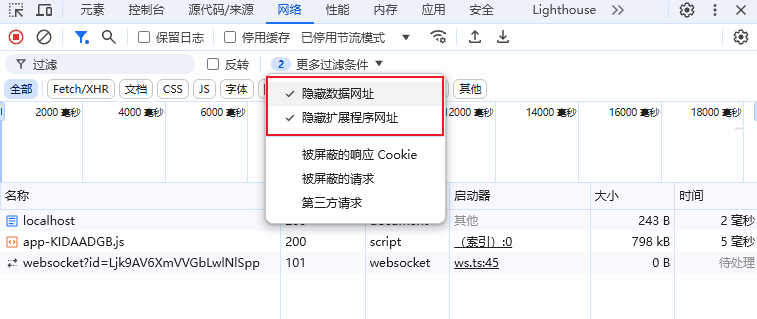 元素 控制台 源代码/来源 网络 性能 内存 应用 安全 Lighthouse
保留日志 停用缓存 已停用节流模式
过滤 反转 2 更多过滤条件
全部 Fetch/XHR 文档 CSS JS 字体 其他
隐藏数据网址
隐藏扩展程序网址
被屏蔽的响应 Cookie
被屏蔽的请求
第三方请求
2000 毫秒 4000 毫秒 6000 毫秒 12000 毫秒 14000 毫秒 16000 毫秒 18000 毫秒
名称 启动器 大小 时间
localhost 其他 243 B 2 毫秒
app-KIDAADGB.js 200 script （索引）:0 798 kB 5 毫秒
websocket?id=Ljk9AV6XmVVGbLwlNlSpp 101 websocket ws.ts:45 0 B 待处理